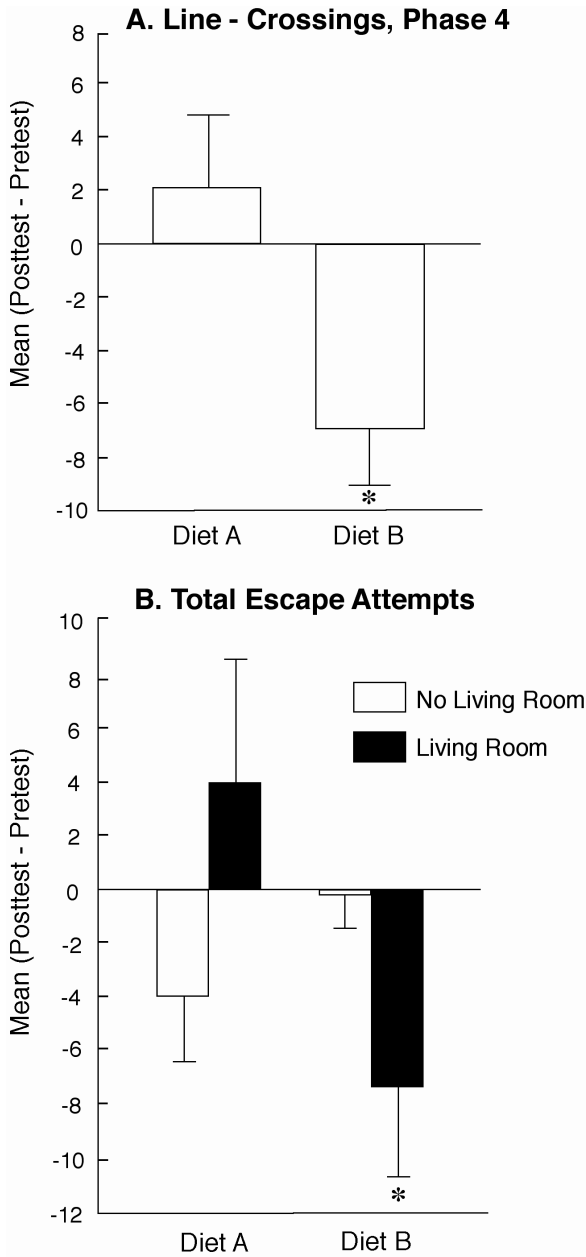 A. Line - Crossings, Phase 4
8
6
4
2
0
-2
-4
-6
-8
-10
Mean (Posttest - Pretest)
*
Diet A
Diet B
B. Total Escape Attempts
10
8
6
4
2
0
-2
-4
-6
-8
-10
-12
Mean (Posttest - Pretest)
No Living Room
Living Room
*
Diet A
Diet B